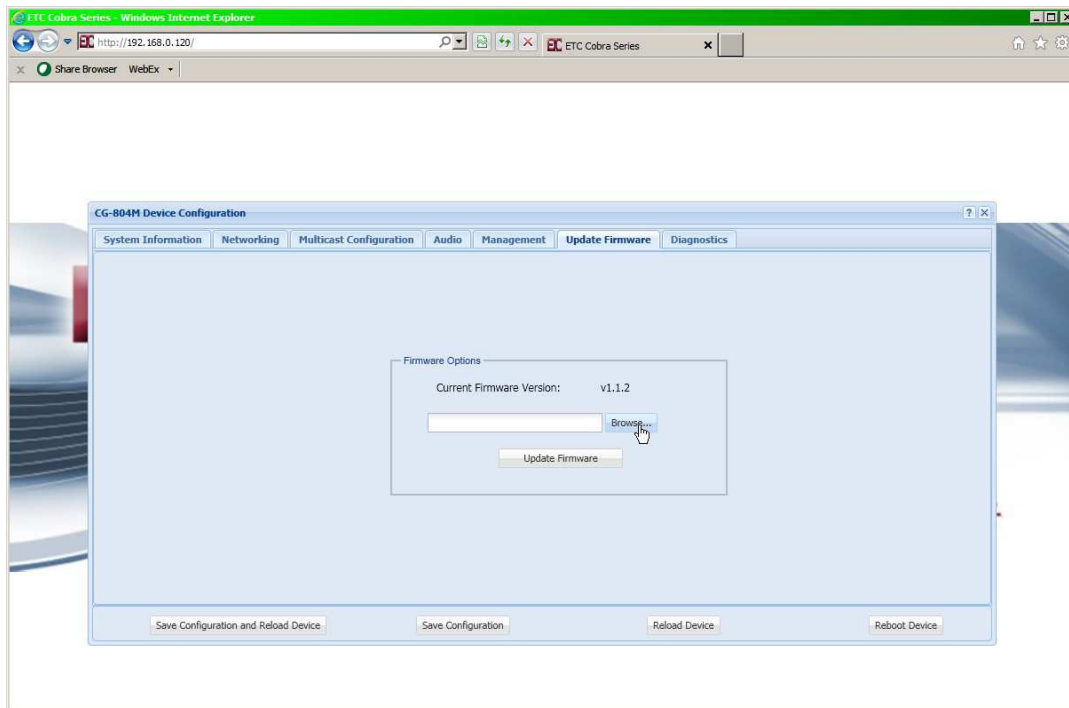 ETC Cobra Series - Windows Internet Explorer
http://192.168.0.120/
ETC Cobra Series
x Share Browser WebEx
CG-804M Device Configuration
System Information Networking Multicast Configuration Audio Management Update Firmware Diagnostics
Firmware Options
Current Firmware Version: v1.1.2
Browse...
Update Firmware
Save Configuration and Reload Device Save Configuration Reload Device Reboot Device